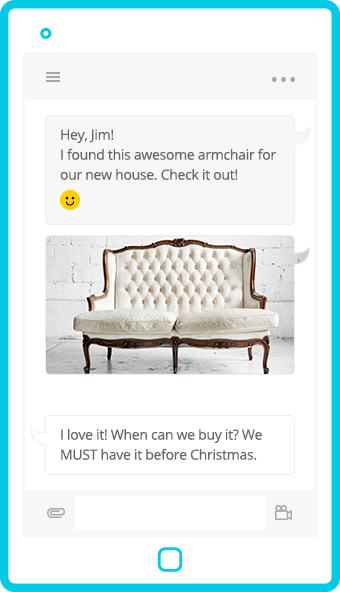 Hey, Jim!
I found this awesome armchair for
our new house. Check it out!
I love it! When can we buy it? We
MUST have it before Christmas.